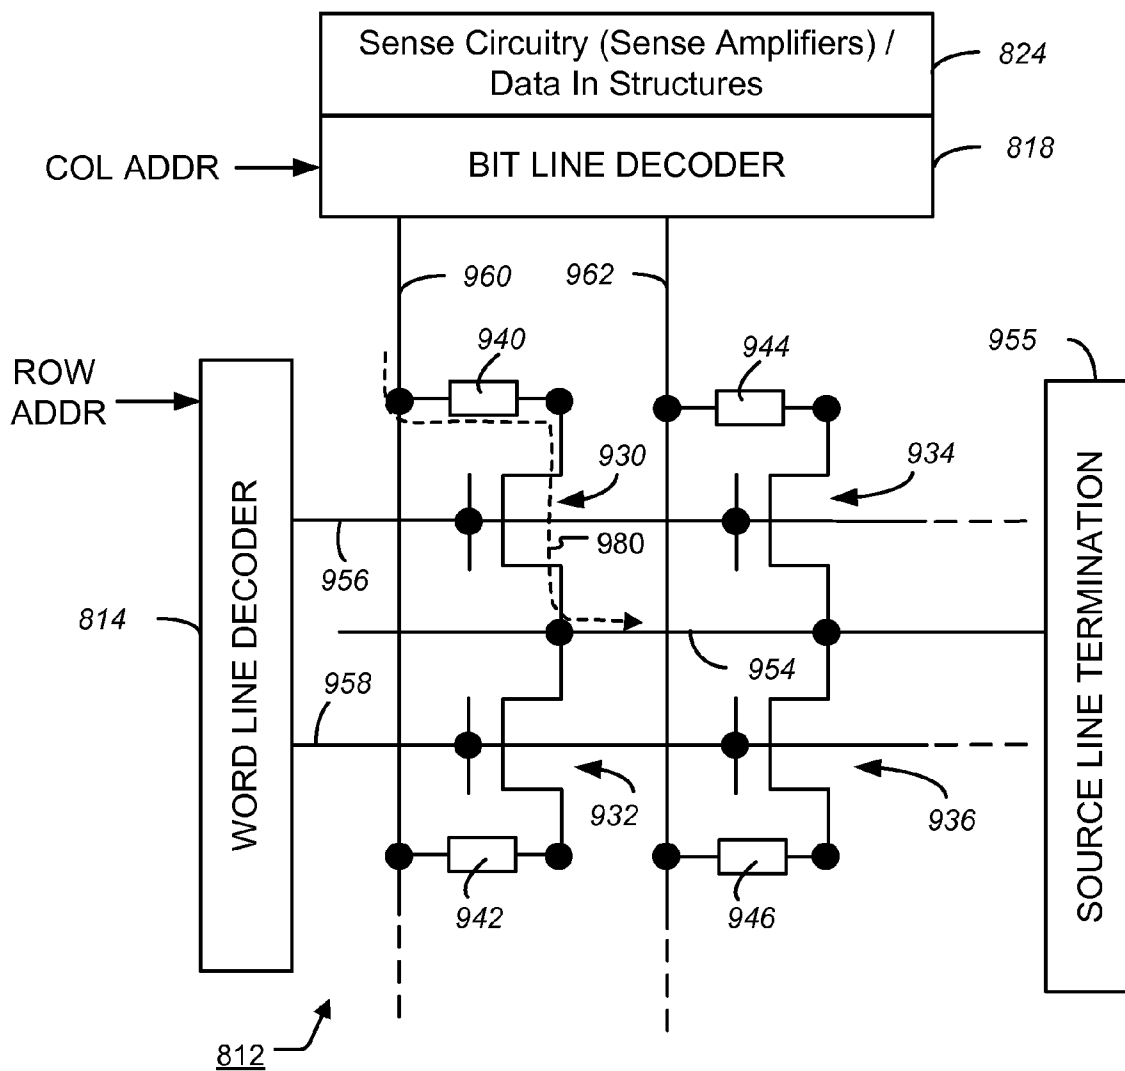 Sense Circuitry (Sense Amplifiers) /
Data In Structures
824
COL ADDR
BIT LINE DECODER
818
960
962
940
944
955
ROW
ADDR
930
934
956
980
814
WORD LINE DECODER
SOURCE LINE TERMINATION
954
958
932
936
942
946
812